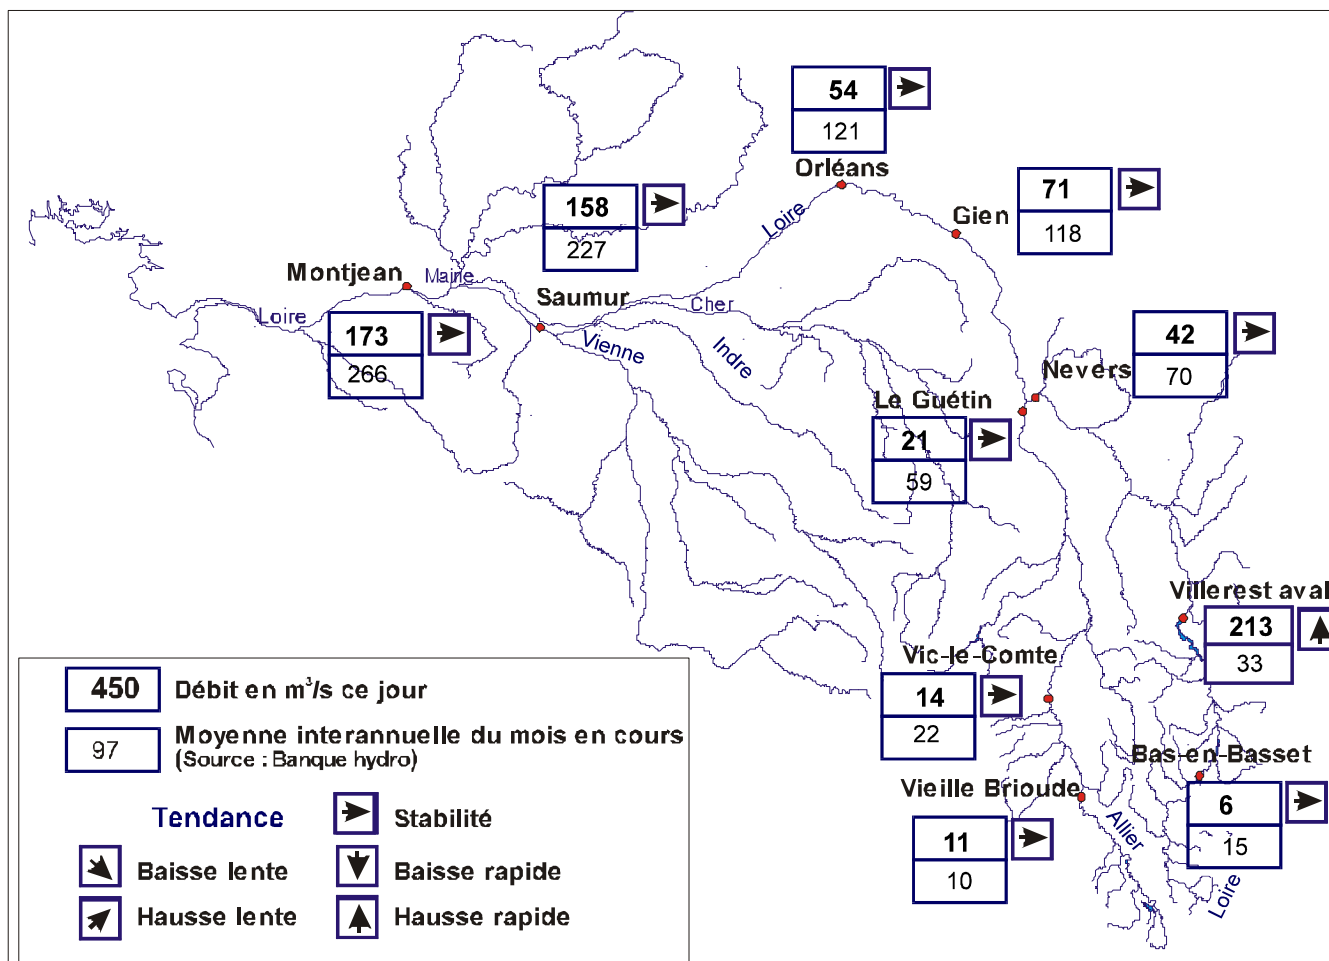 54
121
Orléans
71
118
Gien
158
227
Loire
Montjean
Maine
Saumur
Cher
Loire
173
266
Vienne
Indre
42
70
Nevers
Le Guétin
21
59
Villerest aval
213
33
Vic-le-Comte
14
22
Bas-en-Basset
6
15
Vieille Brioude
11
10
Allier
Loire
450 Débit en m³/s ce jour
97 Moyenne interannuelle du mois en cours
(Source : Banque hydro)
Tendance
Stabilité
Baisse lente
Baisse rapide
Hausse lente
Hausse rapide